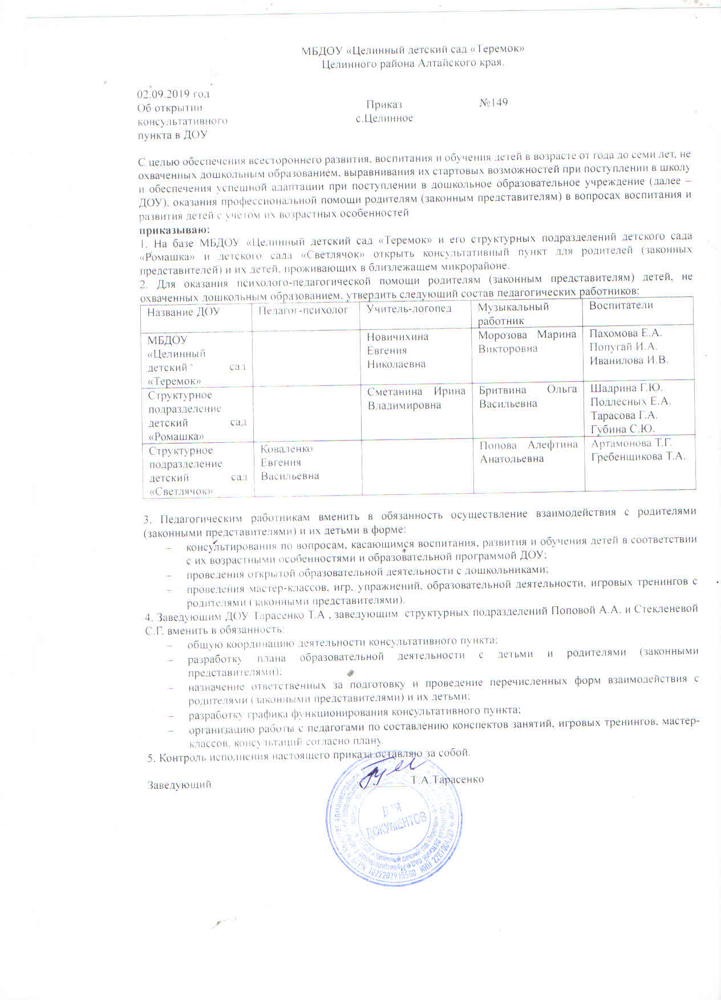 МБДОУ «Целинный детский сад «Теремок»
Целинного района Алтайского края.
02.09.2019 год
Об открытии Приказ №149
консультативного с.Целинное
пункта в ДОУ
С целью обеспечения всестороннего развития, воспитания и обучения детей в возрасте от года до семи лет, не
охваченных дошкольным образованием, выравнивания их стартовых возможностей при поступлении в школу
и обеспечения успешной адаптации при поступлении в дошкольное образовательное учреждение (далее –
ДОУ), оказания профессиональной помощи родителям (законным представителям) в вопросах воспитания и
развития детей с учетом их возрастных особенностей
приказываю:
1. На базе МБДОУ «Целинный детский сад «Теремок» и его структурных подразделений детского сада
«Ромашка» и детского сада «Светлячок» открыть консультативный пункт для родителей (законных
представителей) и их детей, проживающих в близлежащем микрорайоне.
2. Для оказания психолого-педагогической помощи родителям (законным представителям) детей, не
охваченных дошкольным образованием, утвердить следующий состав педагогических работников:
Название ДОУ
Педагог-психолог
Учитель-логопед
Музыкальный
работник
Воспитатели
МБДОУ
«Целинный
детский сад
«Теремок»
Новичихина
Евгения
Николаевна
Морозова Марина
Викторовна
Пахомова Е.А.
Попугай И.А.
Иванилова И.В.
Структурное
подразделение
детский сад
«Ромашка»
Сметанина Ирина
Владимировна
Бритвина Ольга
Васильевна
Шадрина Г.Ю.
Подлесных Е.А.
Тарасова Г.А.
Губина С.Ю.
Структурное
подразделение
детский сад
«Светлячок»
Коваленко
Евгения
Васильевна
Попова Алефтина
Анатольевна
Артамонова Т.Г.
Гребенщикова Т.А.
3. Педагогическим работникам вменить в обязанность осуществление взаимодействия с родителями
(законными представителями) и их детьми в форме:
– консультирования по вопросам, касающимся воспитания, развития и обучения детей в соответствии
с их возрастными особенностями и образовательной программой ДОУ;
– проведения открытой образовательной деятельности с дошкольниками;
– проведения мастер-классов, игр, упражнений, образовательной деятельности, игровых тренингов с
родителями (законными представителями).
4. Заведующим ДОУ Тарасенко Т.А , заведующим структурных подразделений Поповой А.А. и Стекленевой
С.Г. вменить в обязанность:
– общую координацию деятельности консультативного пункта;
– разработку плана образовательной деятельности с детьми и родителями (законными
представителями);
– назначение ответственных за подготовку и проведение перечисленных форм взаимодействия с
родителями (законными представителями) и их детьми;
– разработку графика функционирования консультативного пункта;
– организацию работы с педагогами по составлению конспектов занятий, игровых тренингов, мастер-
классов, консультаций согласно плану.
5. Контроль исполнения настоящего приказа оставляю за собой.
Заведующий Т.А.Тарасенко
ДЛЯ
ДОКУМЕНТОВ
«Целинный детский сад «Теремок»
ОГРН 1022202915560 ИНН